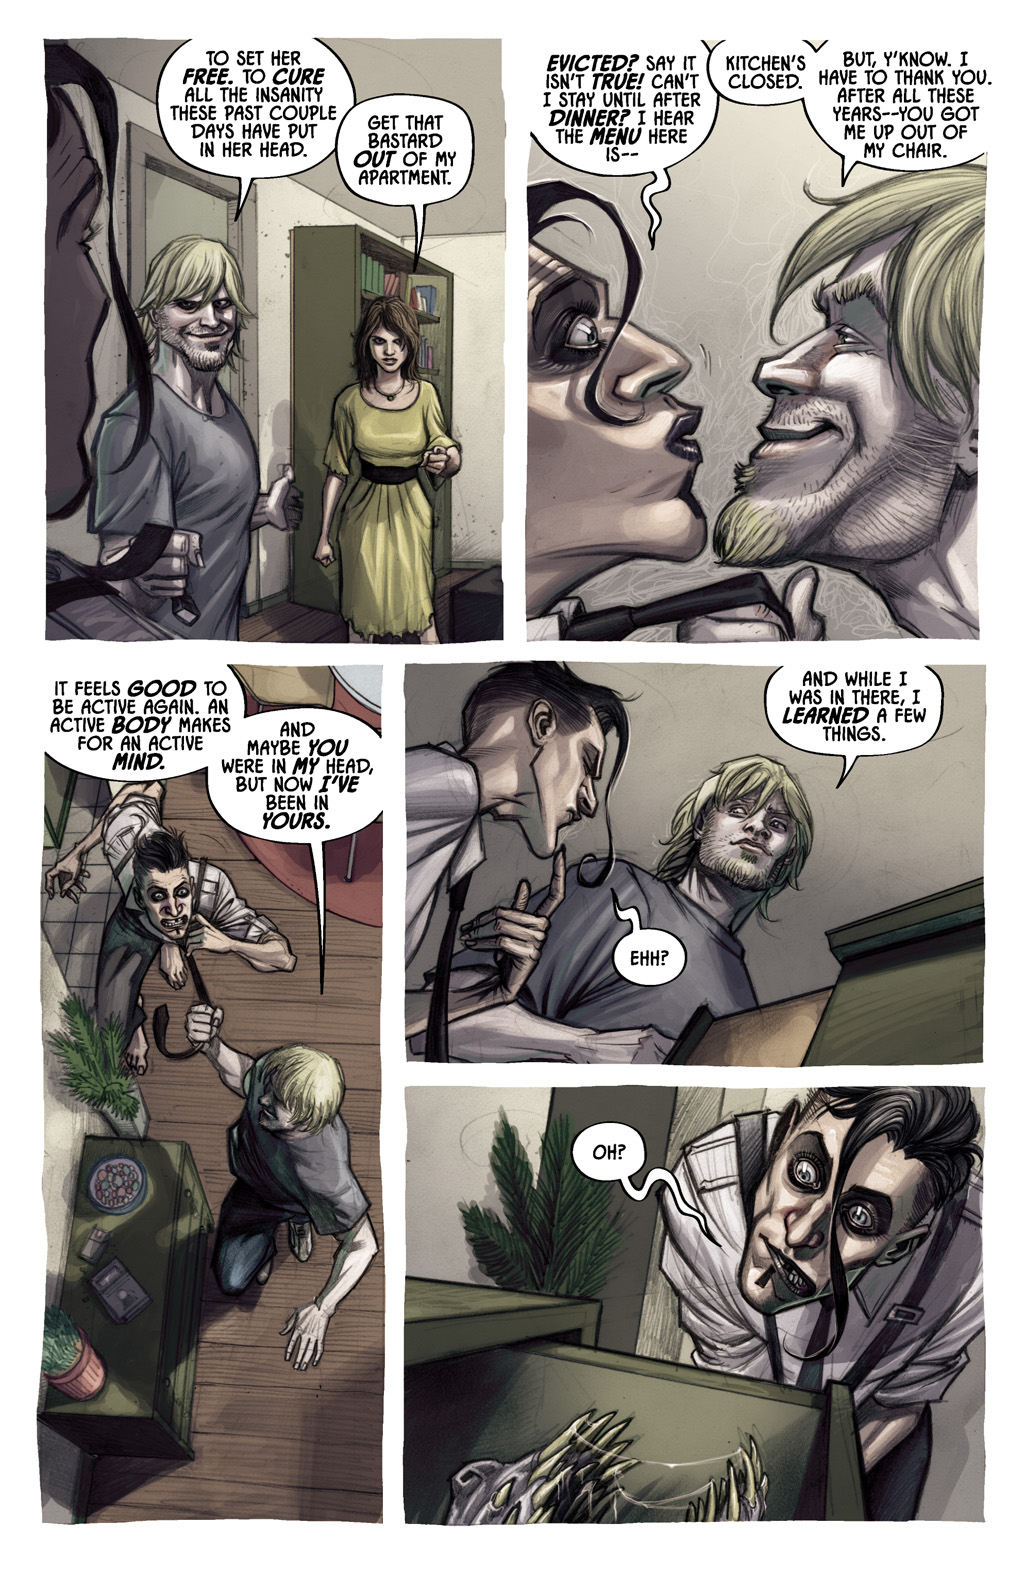 TO SET HER
FREE. TO CURE
ALL THE INSANITY
THESE PAST COUPLE
DAYS HAVE PUT
IN HER HEAD.
GET THAT
BASTARD
OUT OF MY
APARTMENT.
EVICTED? SAY IT
ISN'T TRUE! CAN'T
I STAY UNTIL AFTER
DINNER? I HEAR
THE MENU HERE
IS--
KITCHEN'S
CLOSED.
BUT, Y'KNOW. I
HAVE TO THANK YOU.
AFTER ALL THESE
YEARS--YOU GOT
ME UP OUT OF
MY CHAIR.
IT FEELS GOOD TO
BE ACTIVE AGAIN. AN
ACTIVE BODY MAKES
FOR AN ACTIVE
MIND.
AND
MAYBE YOU
WERE IN MY HEAD,
BUT NOW I'VE
BEEN IN
YOURS.
AND WHILE I
WAS IN THERE, I
LEARNED A FEW
THINGS.
EHH?
OH?